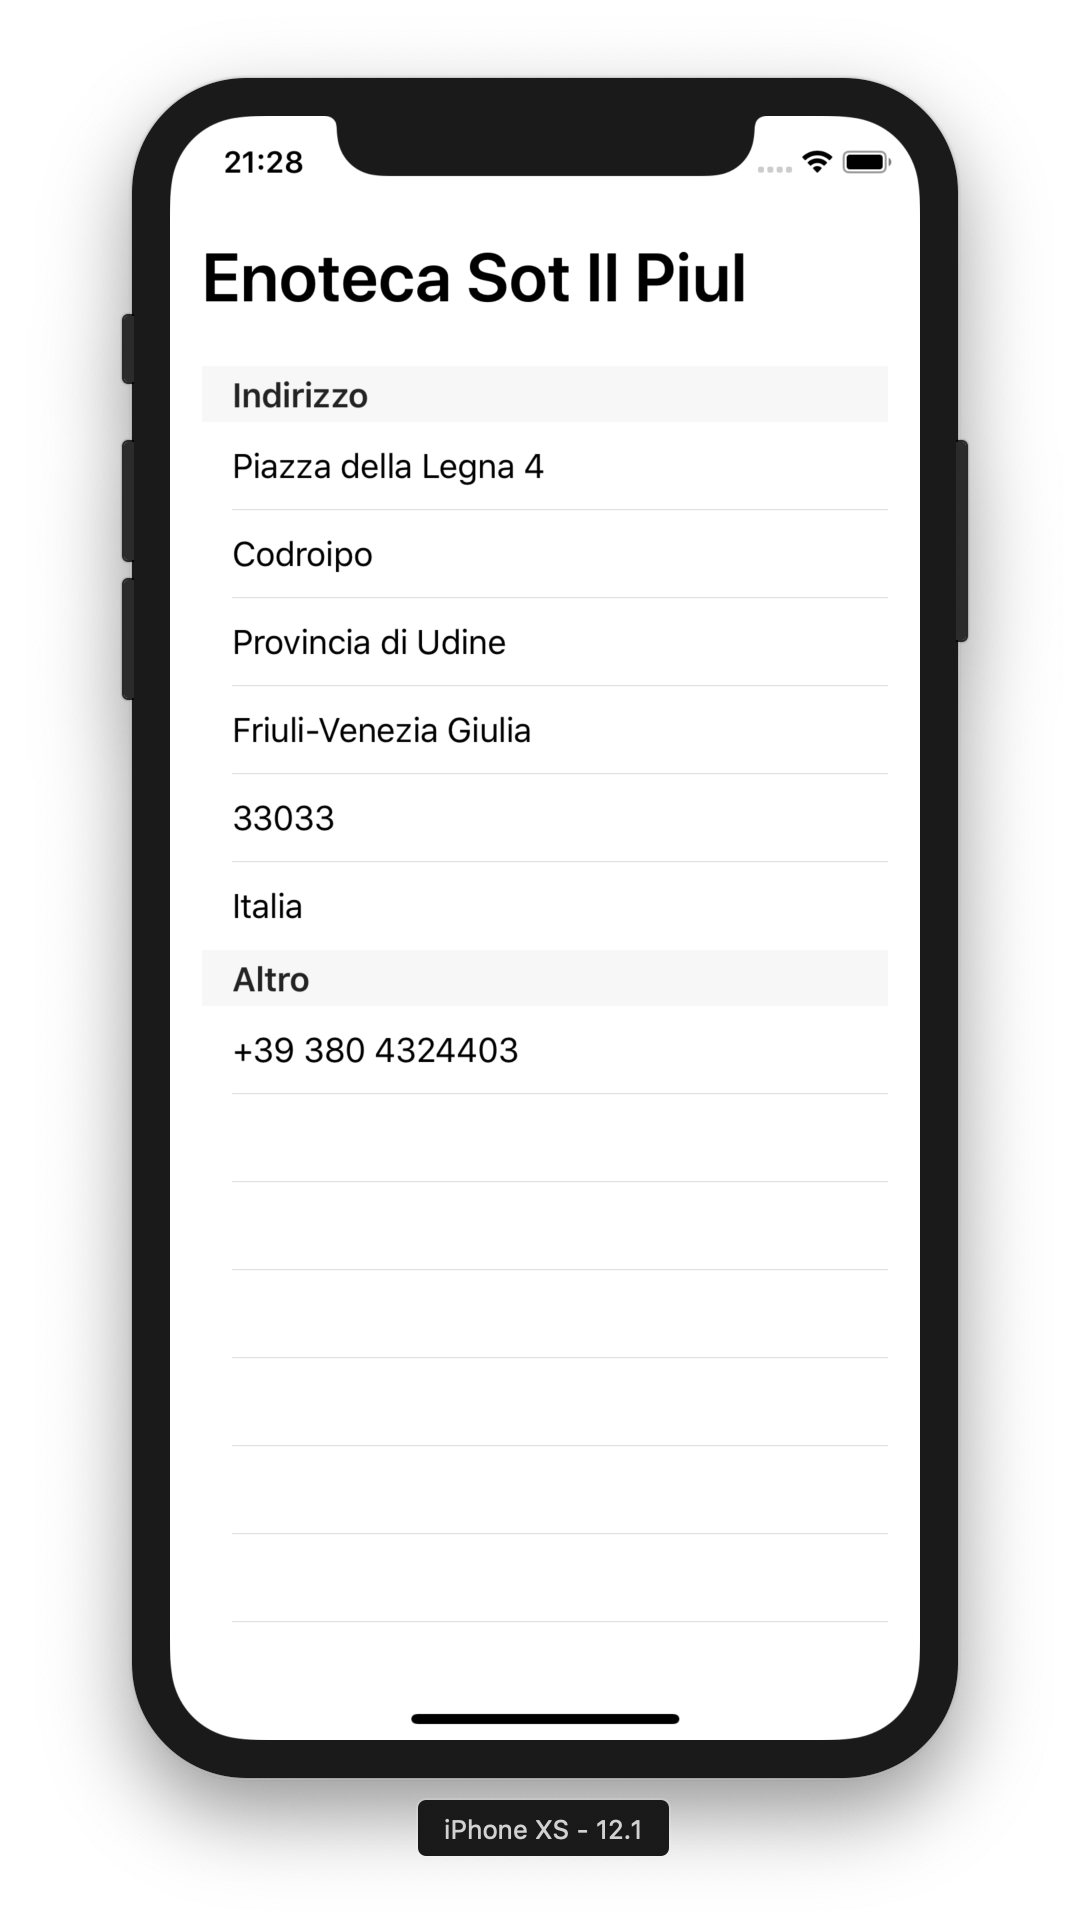 21:28
Enoteca Sot Il Piul
Indirizzo
Piazza della Legna 4
Codroipo
Provincia di Udine
Friuli-Venezia Giulia
33033
Italia
Altro
+39 380 4324403
iPhone XS - 12.1